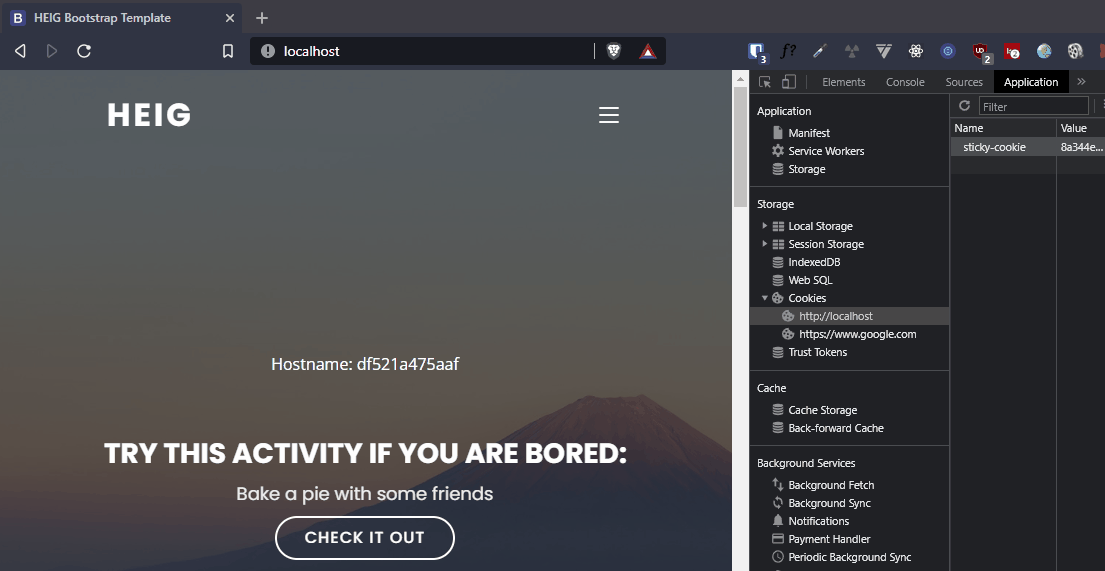 HEIG Bootstrap Template
localhost
3
f?
2
2
HEIG
Hostname: df521a475aaf
TRY THIS ACTIVITY IF YOU ARE BORED:
Bake a pie with some friends
CHECK IT OUT
Elements Console Sources Application
Application
Manifest
Service Workers
Storage
Storage
Local Storage
Session Storage
IndexedDB
Web SQL
Cookies
http://localhost
https://www.google.com
Trust Tokens
Cache
Cache Storage
Back-forward Cache
Background Services
Background Fetch
Background Sync
Notifications
Payment Handler
Periodic Background Sync
Filter
Name Value
sticky-cookie 8a344e...